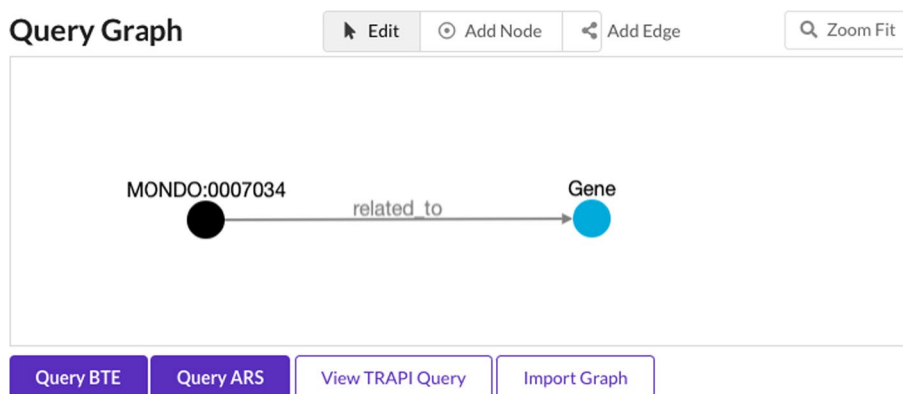 Query Graph Edit Add Node Add Edge Zoom Fit
MONDO:0007034 Gene
related_to
Query BTE Query ARS View TRAPI Query Import Graph